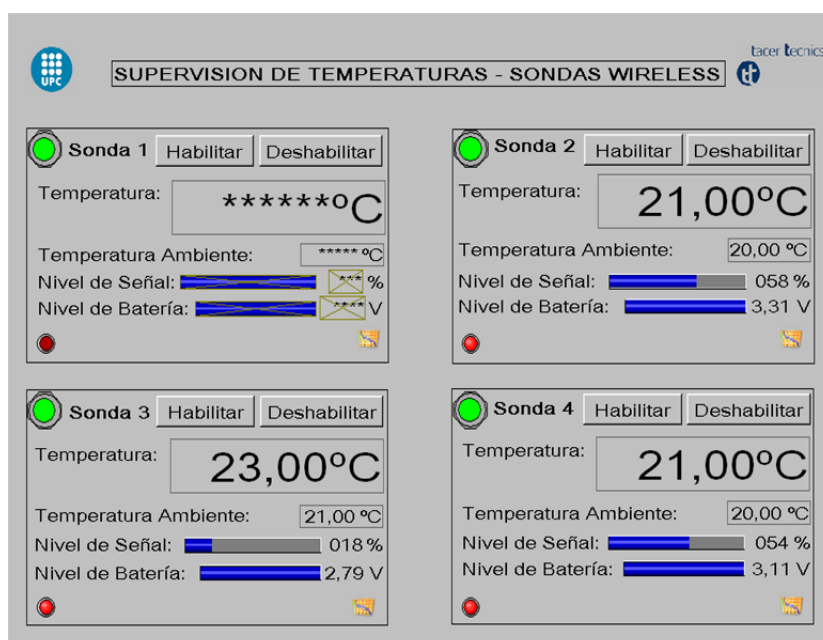 UPC
SUPERVISION DE TEMPERATURAS - SONDAS WIRELESS
tacer tecnics
tt
Sonda 1 Habilitar Deshabilitar
Temperatura: ******ºC
Temperatura Ambiente: ***** ºC
Nivel de Señal: *** %
Nivel de Batería: **** V
Sonda 2 Habilitar Deshabilitar
Temperatura: 21,00ºC
Temperatura Ambiente: 20,00 ºC
Nivel de Señal: 058 %
Nivel de Batería: 3,31 V
Sonda 3 Habilitar Deshabilitar
Temperatura: 23,00ºC
Temperatura Ambiente: 21,00 ºC
Nivel de Señal: 018 %
Nivel de Batería: 2,79 V
Sonda 4 Habilitar Deshabilitar
Temperatura: 21,00ºC
Temperatura Ambiente: 20,00 ºC
Nivel de Señal: 054 %
Nivel de Batería: 3,11 V